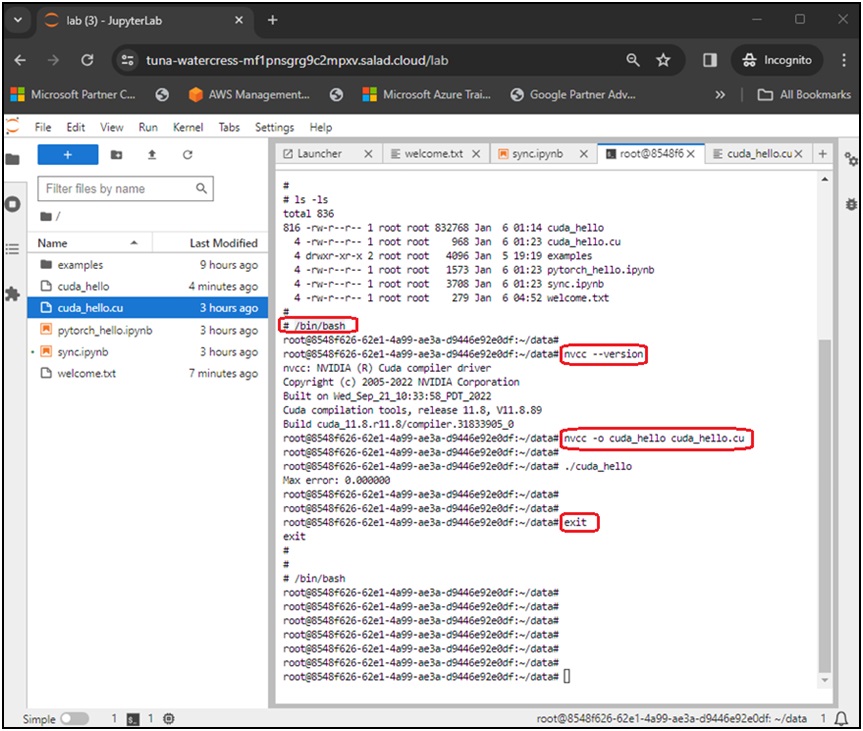 lab (3) - JupyterLab
tuna-watercress-mf1pnsgrg9c2mpxv.salad.cloud/lab
Incognito
Microsoft Partner C...
AWS Management...
Microsoft Azure Trai...
Google Partner Adv...
»
All Bookmarks
File Edit View Run Kernel Tabs Settings Help
+
Launcher
welcome.txt
sync.ipynb
root@8548f6
cuda_hello.cu
+
Filter files by name
/
Name Last Modified
examples 9 hours ago
cuda_hello 4 minutes ago
cuda_hello.cu 3 hours ago
pytorch_hello.ipynb 3 hours ago
sync.ipynb 3 hours ago
welcome.txt 7 minutes ago
#
# ls -ls
total 836
816 -rw-r--r-- 1 root root 832768 Jan 6 01:14 cuda_hello
4 -rw-r--r-- 1 root root 968 Jan 6 01:23 cuda_hello.cu
4 drwxr-xr-x 2 root root 4096 Jan 5 19:19 examples
4 -rw-r--r-- 1 root root 1573 Jan 6 01:23 pytorch_hello.ipynb
4 -rw-r--r-- 1 root root 3708 Jan 6 01:23 sync.ipynb
4 -rw-r--r-- 1 root root 279 Jan 6 04:52 welcome.txt
#
# /bin/bash
root@8548f626-62e1-4a99-ae3a-d9446e92e0df:~/data#
root@8548f626-62e1-4a99-ae3a-d9446e92e0df:~/data# nvcc --version
nvcc: NVIDIA (R) Cuda compiler driver
Copyright (c) 2005-2022 NVIDIA Corporation
Built on Wed_Sep_21_10:33:58_PDT_2022
Cuda compilation tools, release 11.8, V11.8.89
Build cuda_11.8.r11.8/compiler.31833905_0
root@8548f626-62e1-4a99-ae3a-d9446e92e0df:~/data# nvcc -o cuda_hello cuda_hello.cu
root@8548f626-62e1-4a99-ae3a-d9446e92e0df:~/data#
root@8548f626-62e1-4a99-ae3a-d9446e92e0df:~/data# ./cuda_hello
Max error: 0.000000
root@8548f626-62e1-4a99-ae3a-d9446e92e0df:~/data#
root@8548f626-62e1-4a99-ae3a-d9446e92e0df:~/data#
root@8548f626-62e1-4a99-ae3a-d9446e92e0df:~/data# exit
exit
#
#
# /bin/bash
root@8548f626-62e1-4a99-ae3a-d9446e92e0df:~/data#
root@8548f626-62e1-4a99-ae3a-d9446e92e0df:~/data#
root@8548f626-62e1-4a99-ae3a-d9446e92e0df:~/data#
root@8548f626-62e1-4a99-ae3a-d9446e92e0df:~/data#
root@8548f626-62e1-4a99-ae3a-d9446e92e0df:~/data#
root@8548f626-62e1-4a99-ae3a-d9446e92e0df:~/data#
root@8548f626-62e1-4a99-ae3a-d9446e92e0df:~/data#
Simple 1 1
root@8548f626-62e1-4a99-ae3a-d9446e92e0df: ~/data 1